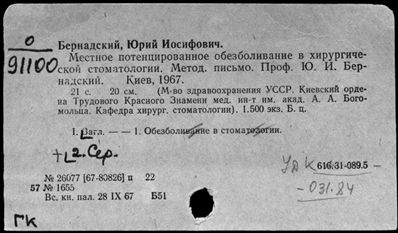 О
91100
Бернадский, Юрий Иосифович.
Местное потенцированное обезболивание в хирургиче-
ской стоматологии. Метод. письмо. Проф. Ю. И. Бер-
надский. Киев, 1967.
21 с. 20 см. (М-во здравоохранения УССР. Киевский орде-
на Трудового Красного Знамени мед. ин-т им. акад. А. А. Бого-
мольца. Кафедра хирург. стоматологии). 1.500 экз. Б. ц.
1. Загл. — — 1. Обезболивание в стоматологии.
+ 2. Сер.
УДК 616.31-089.5
-031.84
№ 26077 [67-80826] п 22
57 № 1655
Вс. кн. пал. 28 IX 67 Б51
ГК